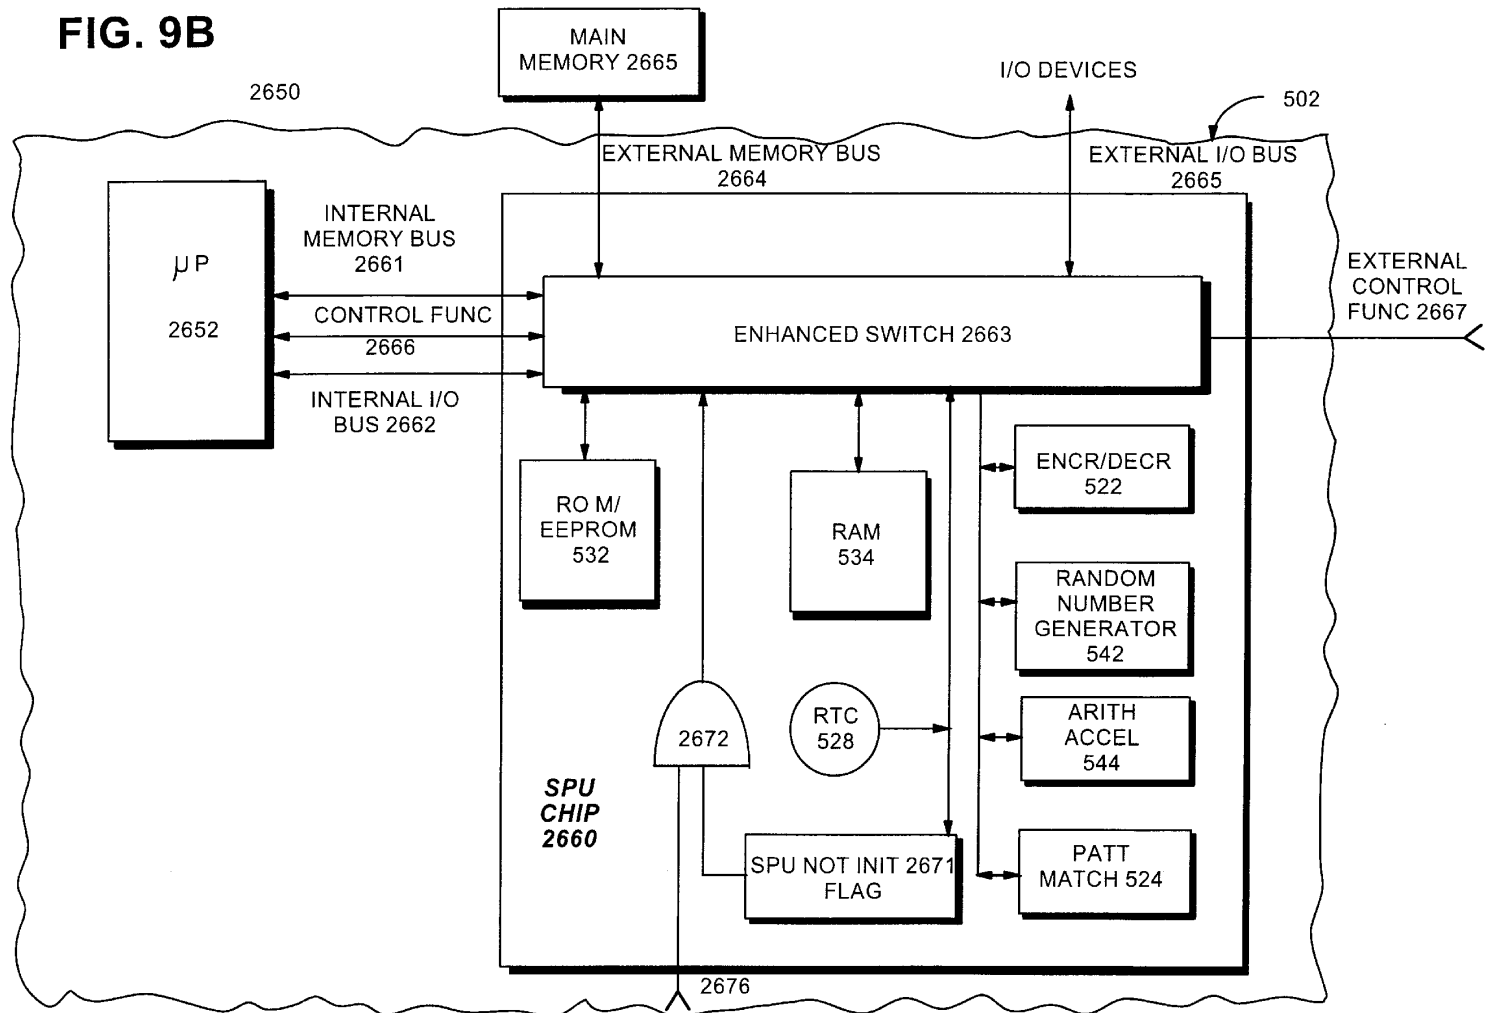 FIG. 9B
MAIN
MEMORY 2665
I/O DEVICES
2650
502
EXTERNAL MEMORY BUS
2664
EXTERNAL I/O BUS
2665
INTERNAL
MEMORY BUS
2661
µP
2652
CONTROL FUNC
2666
INTERNAL I/O
BUS 2662
ENHANCED SWITCH 2663
EXTERNAL
CONTROL
FUNC 2667
RO M/
EEPROM
532
RAM
534
ENCR/DECR
522
RANDOM
NUMBER
GENERATOR
542
2672
RTC
528
ARITH
ACCEL
544
SPU
CHIP
2660
SPU NOT INIT 2671
FLAG
PATT
MATCH 524
2676